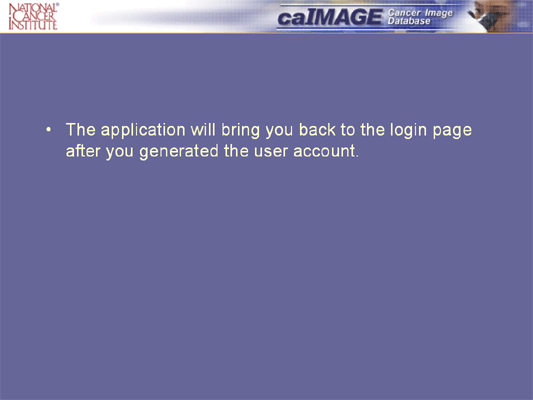 NATIONAL
CANCER
INSTITUTE®
caIMAGE Cancer Image
Database
• The application will bring you back to the login page
after you generated the user account.